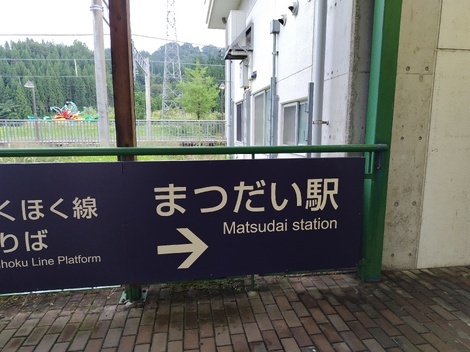 くほく線
りば
hoku Line Platform
まつだい駅
Matsudai station
→